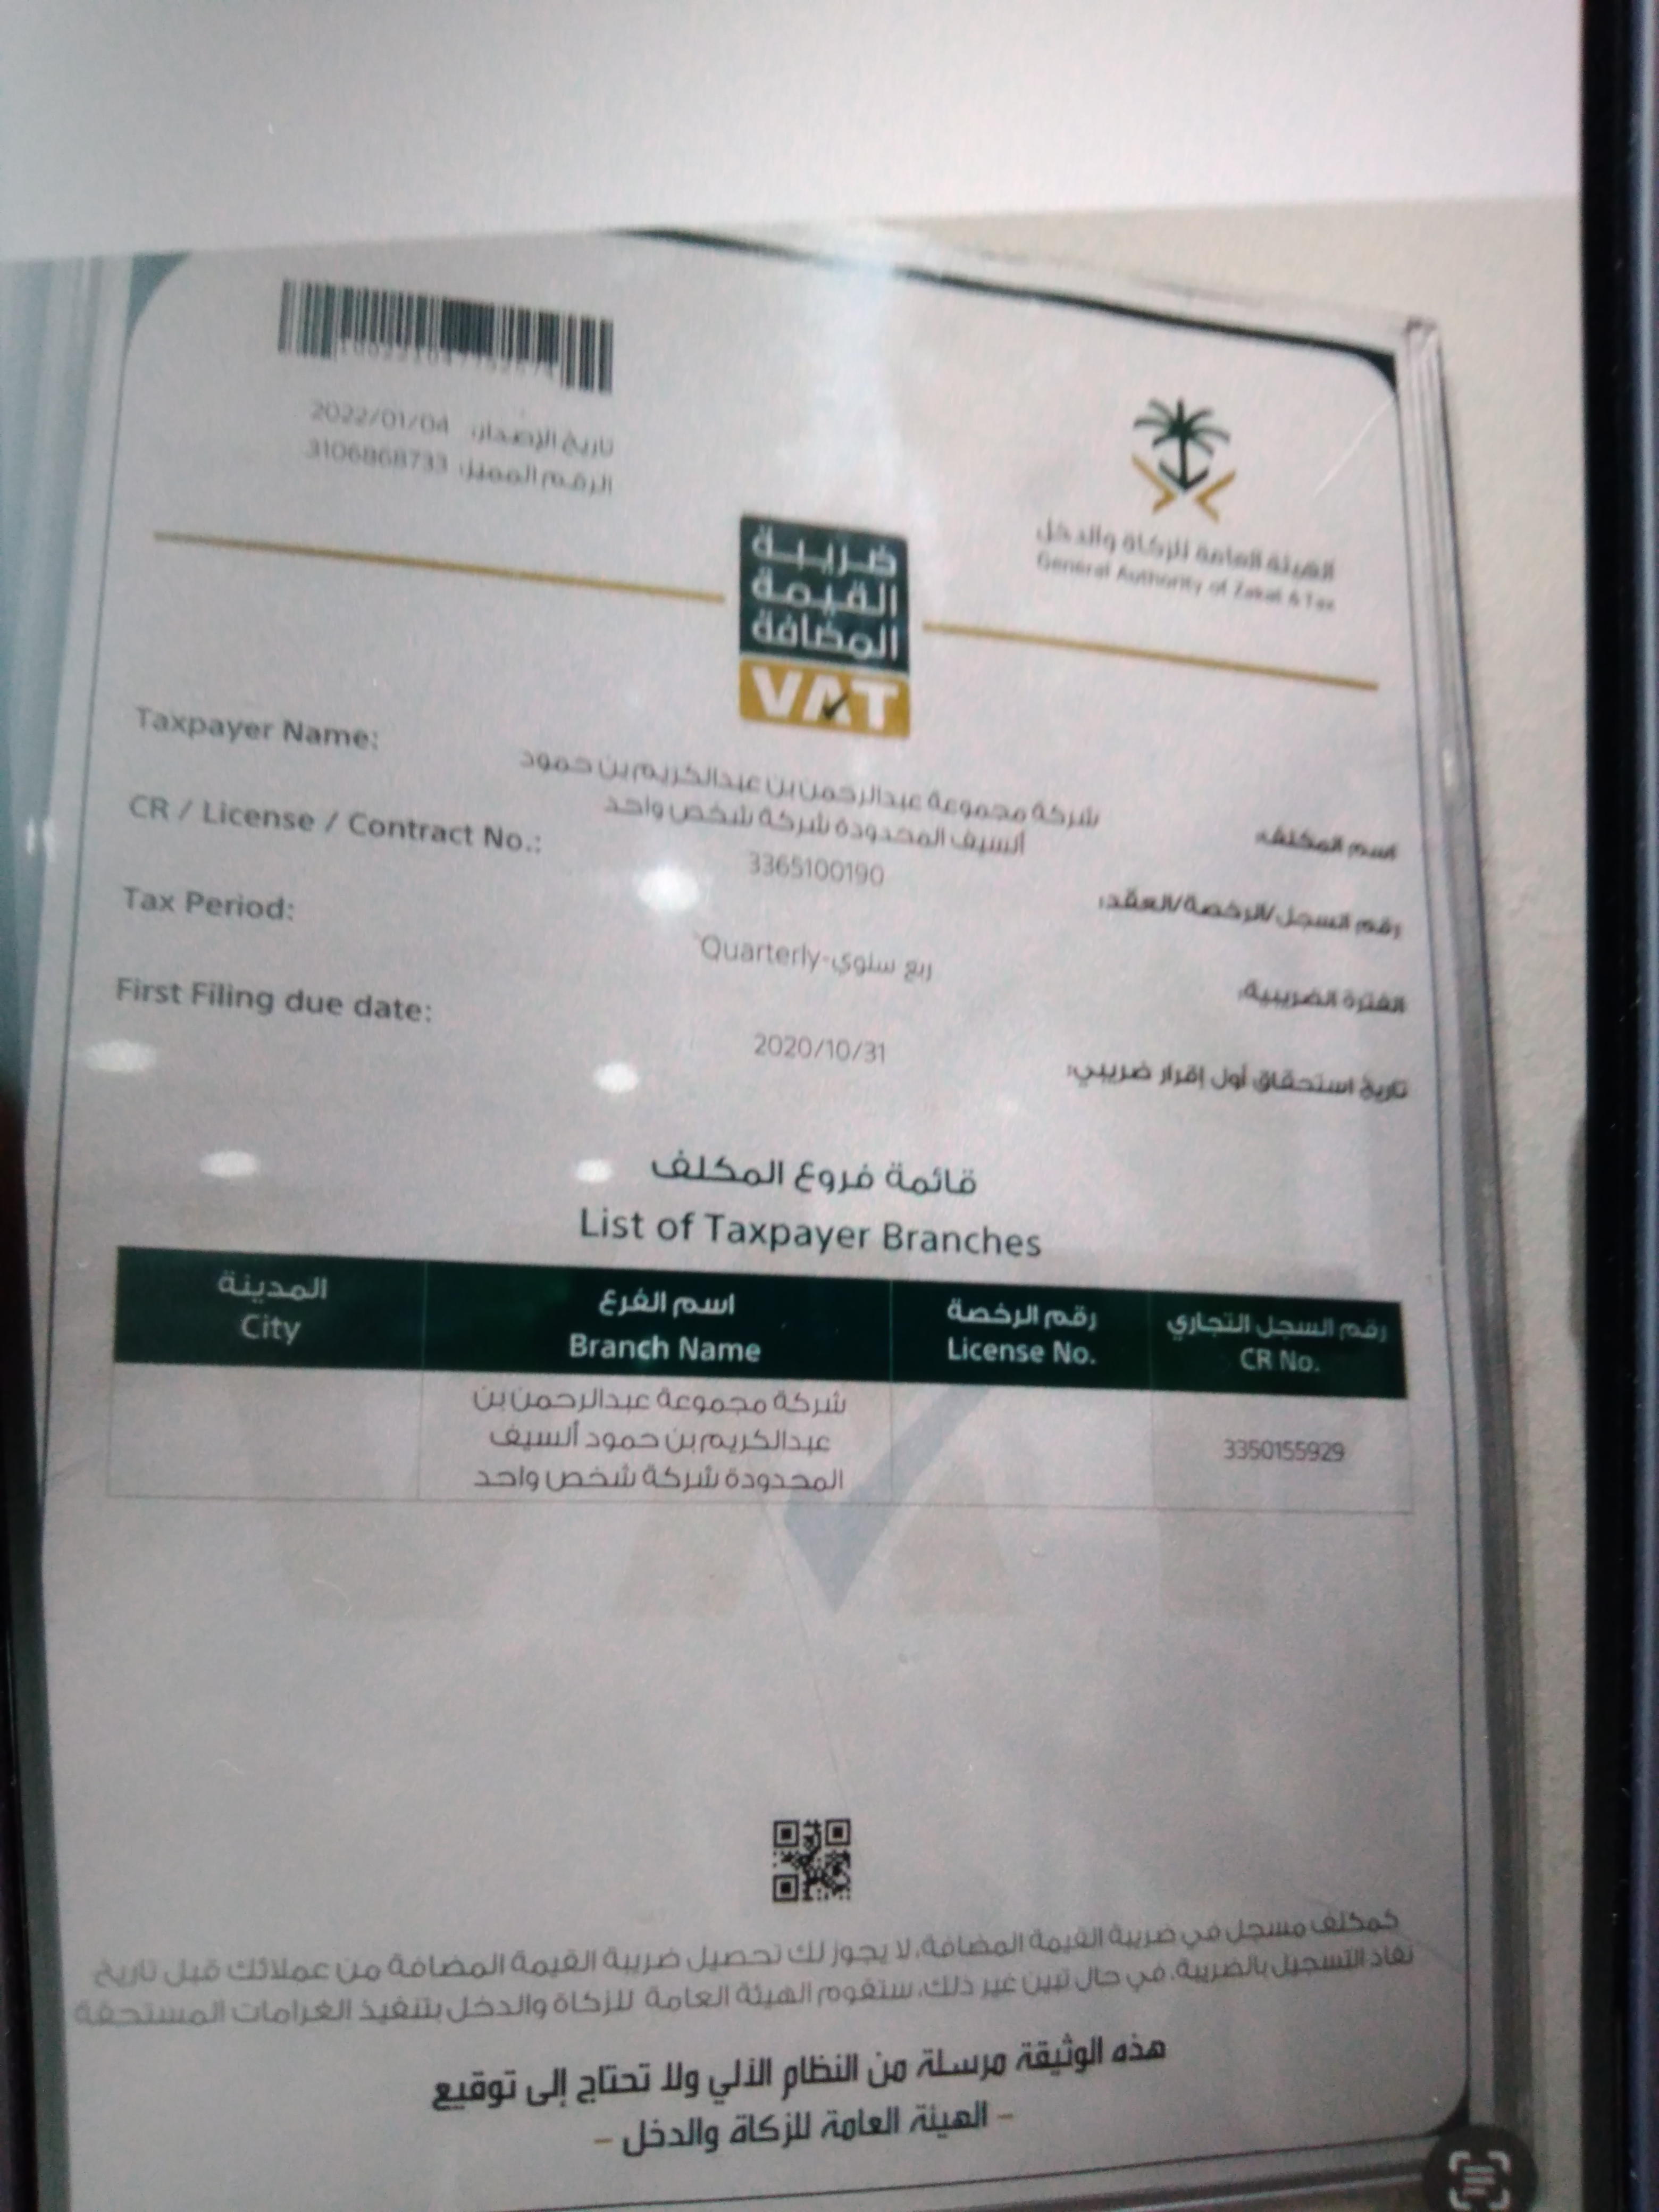 تاريخ الإصدار: 2022/01/04
الرقم المميز: 3106868733
الهيئة العامة للزكاة والدخل
General Authority of Zakat & Tax
ضريبة
القيمة
المضافة
VAT
Taxpayer Name:
شركة مجموعة عبدالرحمن بن عبدالكريم بن حمود
ألسيف المحدودة شركة شخص واحد
اسم المكلف:
CR / License / Contract No.:
3365100190
رقم السجل/الرخصة/العقد:
Tax Period:
ربع سنوي-Quarterly
الفترة الضريبية:
First Filing due date:
2020/10/31
تاريخ استحقاق أول إقرار ضريبي:
قائمة فروع المكلف
List of Taxpayer Branches
رقم السجل التجاري
CR No.
رقم الرخصة
License No.
اسم الفرع
Branch Name
المدينة
City
3350155929
شركة مجموعة عبدالرحمن بن
عبدالكريم بن حمود ألسيف
المحدودة شركة شخص واحد
كمكلف مسجل في ضريبة القيمة المضافة، لا يجوز لك تحصيل ضريبة القيمة المضافة من عملائك قبل تاريخ
نفاذ التسجيل بالضريبة، في حال تبين غير ذلك، ستقوم الهيئة العامة للزكاة والدخل بتنفيذ الغرامات المستحقة
هذه الوثيقة مرسلة من النظام الآلي ولا تحتاج إلى توقيع
– الهيئة العامة للزكاة والدخل –